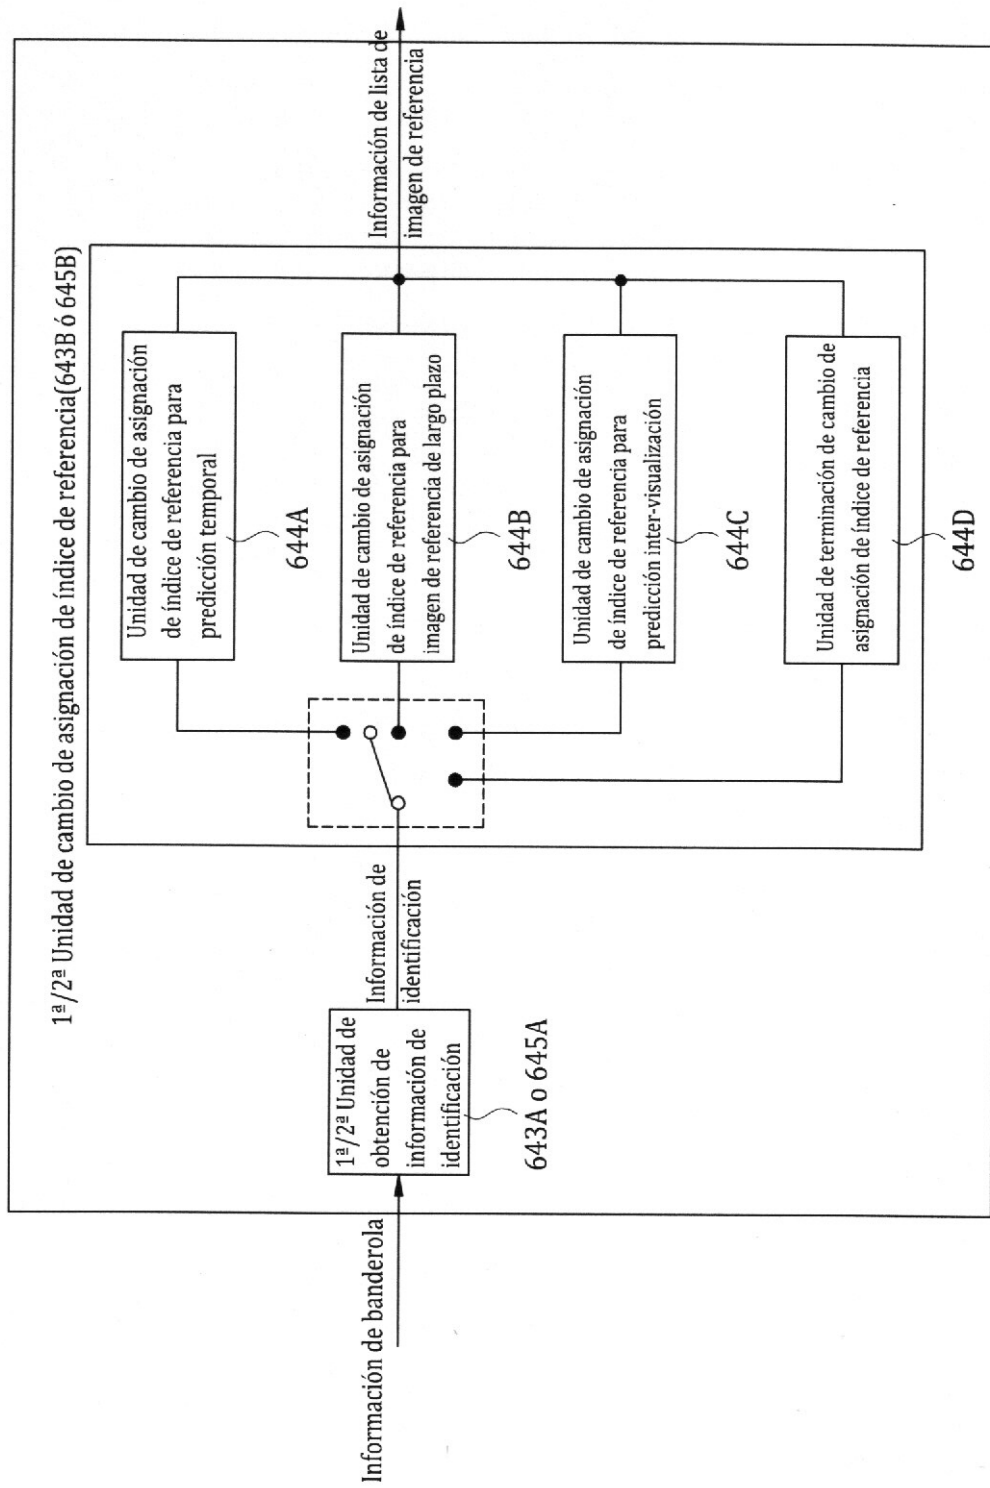 1ª/2ª Unidad de cambio de asignación de índice de referencia(643B ó 645B)
Información de banderola
1ª/2ª Unidad de
obtención de
información de
identificación
643A o 645A
Información de
identificación
Unidad de cambio de asignación
de índice de referencia para
predicción temporal
644A
Unidad de cambio de asignación
de índice de referencia para
imagen de referencia de largo plazo
644B
Unidad de cambio de asignación
de índice de referencia para
predicción inter-visualización
644C
Unidad de terminación de cambio de
asignación de índice de referencia
644D
Información de lista de
imagen de referencia